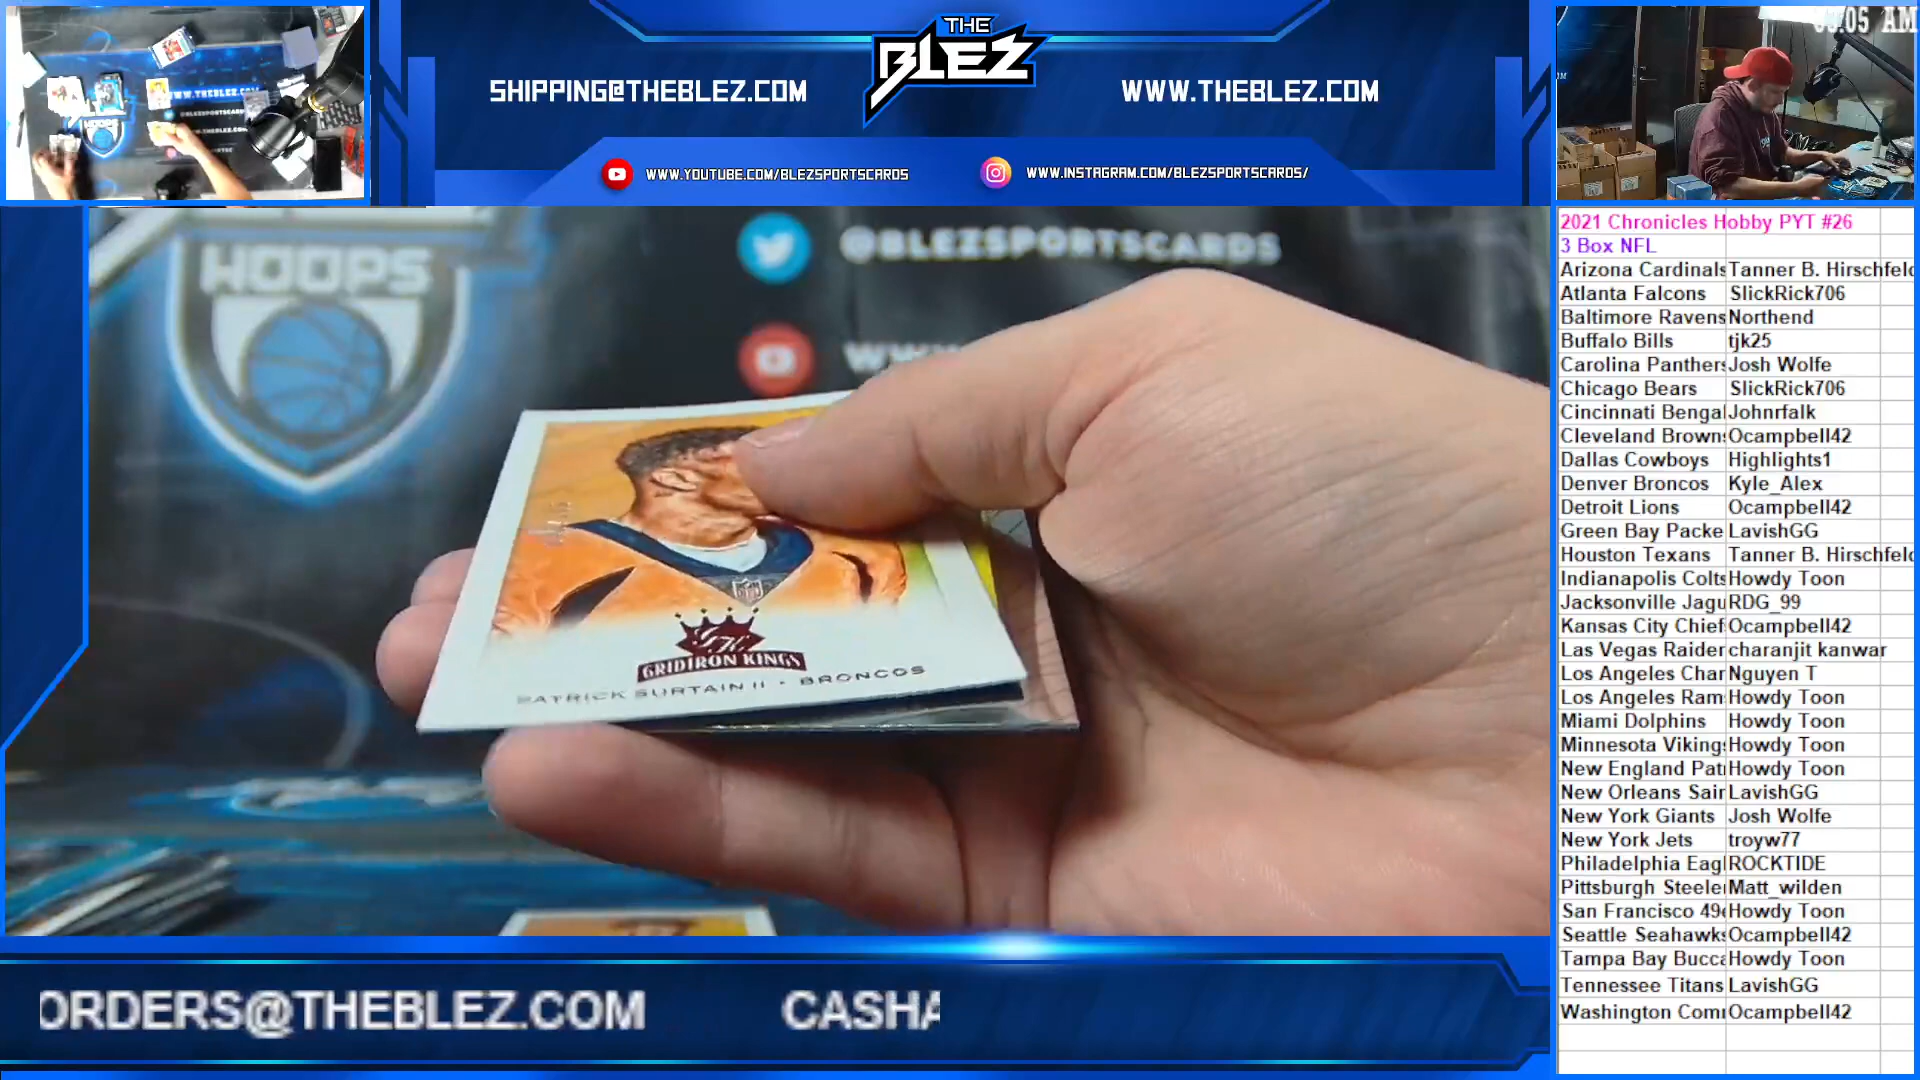 THE
BLEZ
SHIPPING@THEBLEZ.COM
WWW.THEBLEZ.COM
WWW.YOUTUBE.COM/BLEZSPORTSCARDS
WWW.INSTAGRAM.COM/BLEZSPORTSCARDS/
:05 AM
HOOPS
@BLEZSPORTSCARDS
GRIDIRON KINGS
PATRICK SURTAIN II • BRONCOS
ORDERS@THEBLEZ.COM
CASHA
2021 Chronicles Hobby PYT #26
3 Box NFL
Arizona Cardinals Tanner B. Hirschfeld
Atlanta Falcons SlickRick706
Baltimore Ravens Northend
Buffalo Bills tjk25
Carolina Panthers Josh Wolfe
Chicago Bears SlickRick706
Cincinnati Bengal Johnrfalk
Cleveland Browns Ocampbell42
Dallas Cowboys Highlights1
Denver Broncos Kyle_Alex
Detroit Lions Ocampbell42
Green Bay Packe LavishGG
Houston Texans Tanner B. Hirschfeld
Indianapolis Colts Howdy Toon
Jacksonville Jagu RDG_99
Kansas City Chief Ocampbell42
Las Vegas Raider charanjit kanwar
Los Angeles Char Nguyen T
Los Angeles Ram Howdy Toon
Miami Dolphins Howdy Toon
Minnesota Viking Howdy Toon
New England Patr Howdy Toon
New Orleans Sair LavishGG
New York Giants Josh Wolfe
New York Jets troyw77
Philadelphia Eagl ROCKTIDE
Pittsburgh Steeler Matt_wilden
San Francisco 49e Howdy Toon
Seattle Seahawks Ocampbell42
Tampa Bay Bucca Howdy Toon
Tennessee Titans LavishGG
Washington Com Ocampbell42